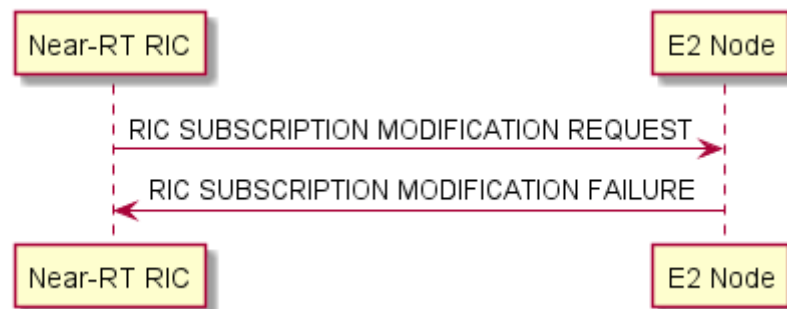 Near-RT RIC
E2 Node
RIC SUBSCRIPTION MODIFICATION REQUEST
RIC SUBSCRIPTION MODIFICATION FAILURE
Near-RT RIC
E2 Node